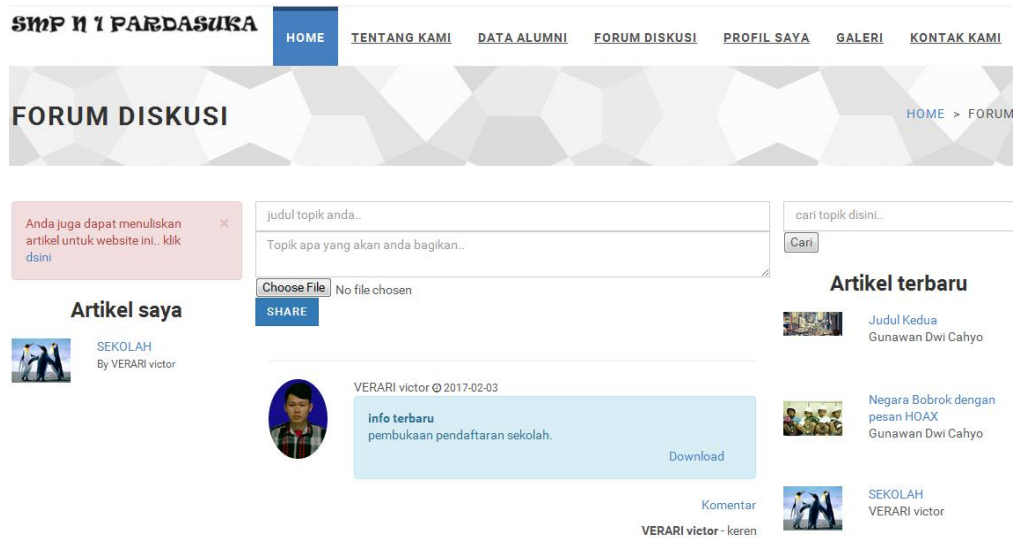 SMP N 1 PARDASUKA
HOME
TENTANG KAMI
DATA ALUMNI
FORUM DISKUSI
PROFIL SAYA
GALERI
KONTAK KAMI
FORUM DISKUSI
HOME > FORUM
Anda juga dapat menuliskan
artikel untuk website ini.. klik
dsini
×
Artikel saya
SEKOLAH
By VERARI victor
judul topik anda..
Topik apa yang akan anda bagikan..
Choose File No file chosen
SHARE
VERARI victor 2017-02-03
info terbaru
pembukaan pendaftaran sekolah.
Download
Komentar
VERARI victor - keren
cari topik disini..
Cari
Artikel terbaru
Judul Kedua
Gunawan Dwi Cahyo
Negara Bobrok dengan
pesan HOAX
Gunawan Dwi Cahyo
SEKOLAH
VERARI victor